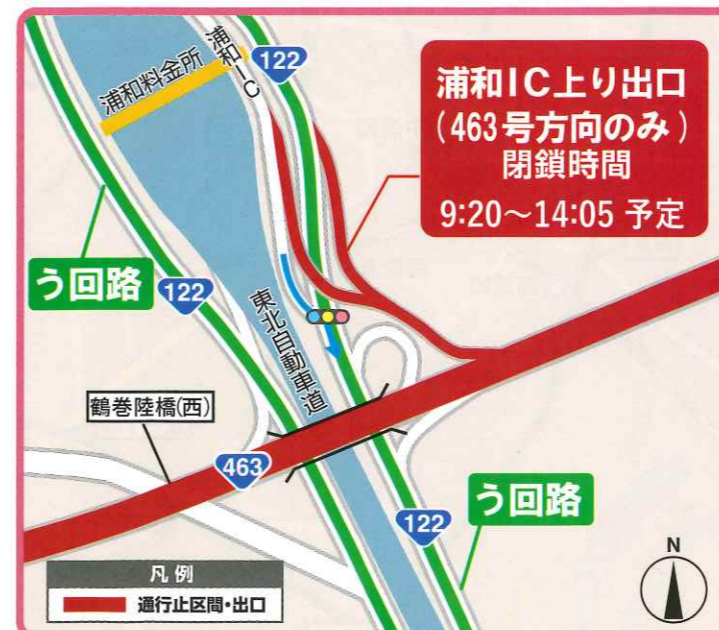 浦和料金所
浦和IC
122
浦和IC上り出口
(463号方向のみ)
閉鎖時間
9:20～14:05 予定
う回路
122
東北自動車道
鶴巻陸橋(西)
463
122
う回路
凡例
通行止区間・出口
N